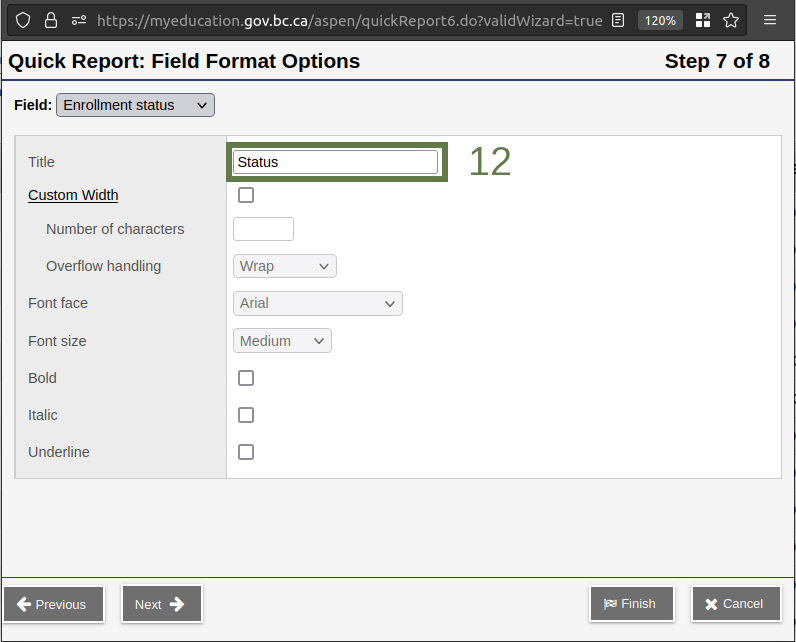 https://myeducation.gov.bc.ca/aspen/quickReport6.do?validWizard=true 120%
Quick Report: Field Format Options Step 7 of 8
Field: Enrollment status
Title Status 12
Custom Width
Number of characters
Overflow handling Wrap
Font face Arial
Font size Medium
Bold
Italic
Underline
Previous Next Finish Cancel